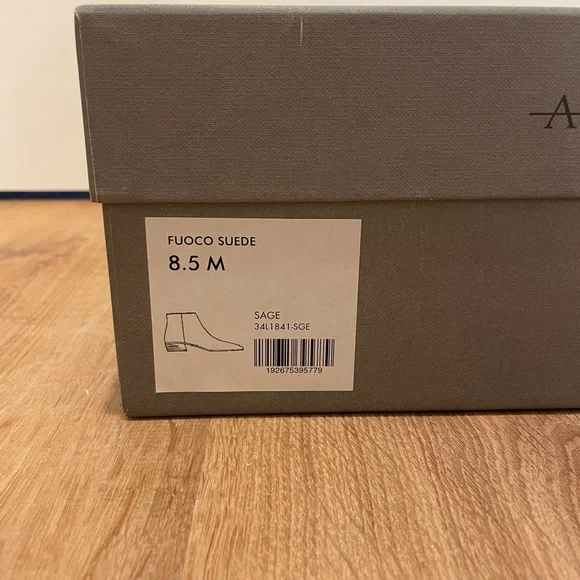 A
FUOCO SUEDE
8.5 M
SAGE
34L1841-SGE
192675395779